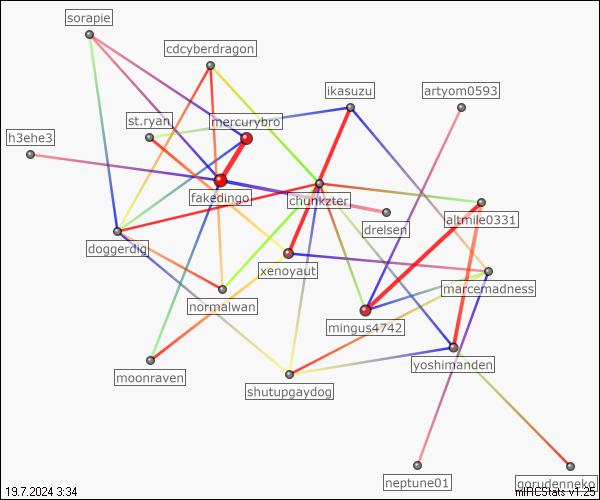 sorapie
cdcyberdragon
ikasuzu
artyom0593
st.ryan
mercurybro
h3ehe3
fakedingo
chunkzter
drelsen
altmile0331
doggerdig
xenoyaut
marcemadness
normalwan
mingus4742
yoshimanden
moonraven
shutupgaydog
neptune01
gorudenneko
19.7.2024 3:34
mIRCStats v1.25